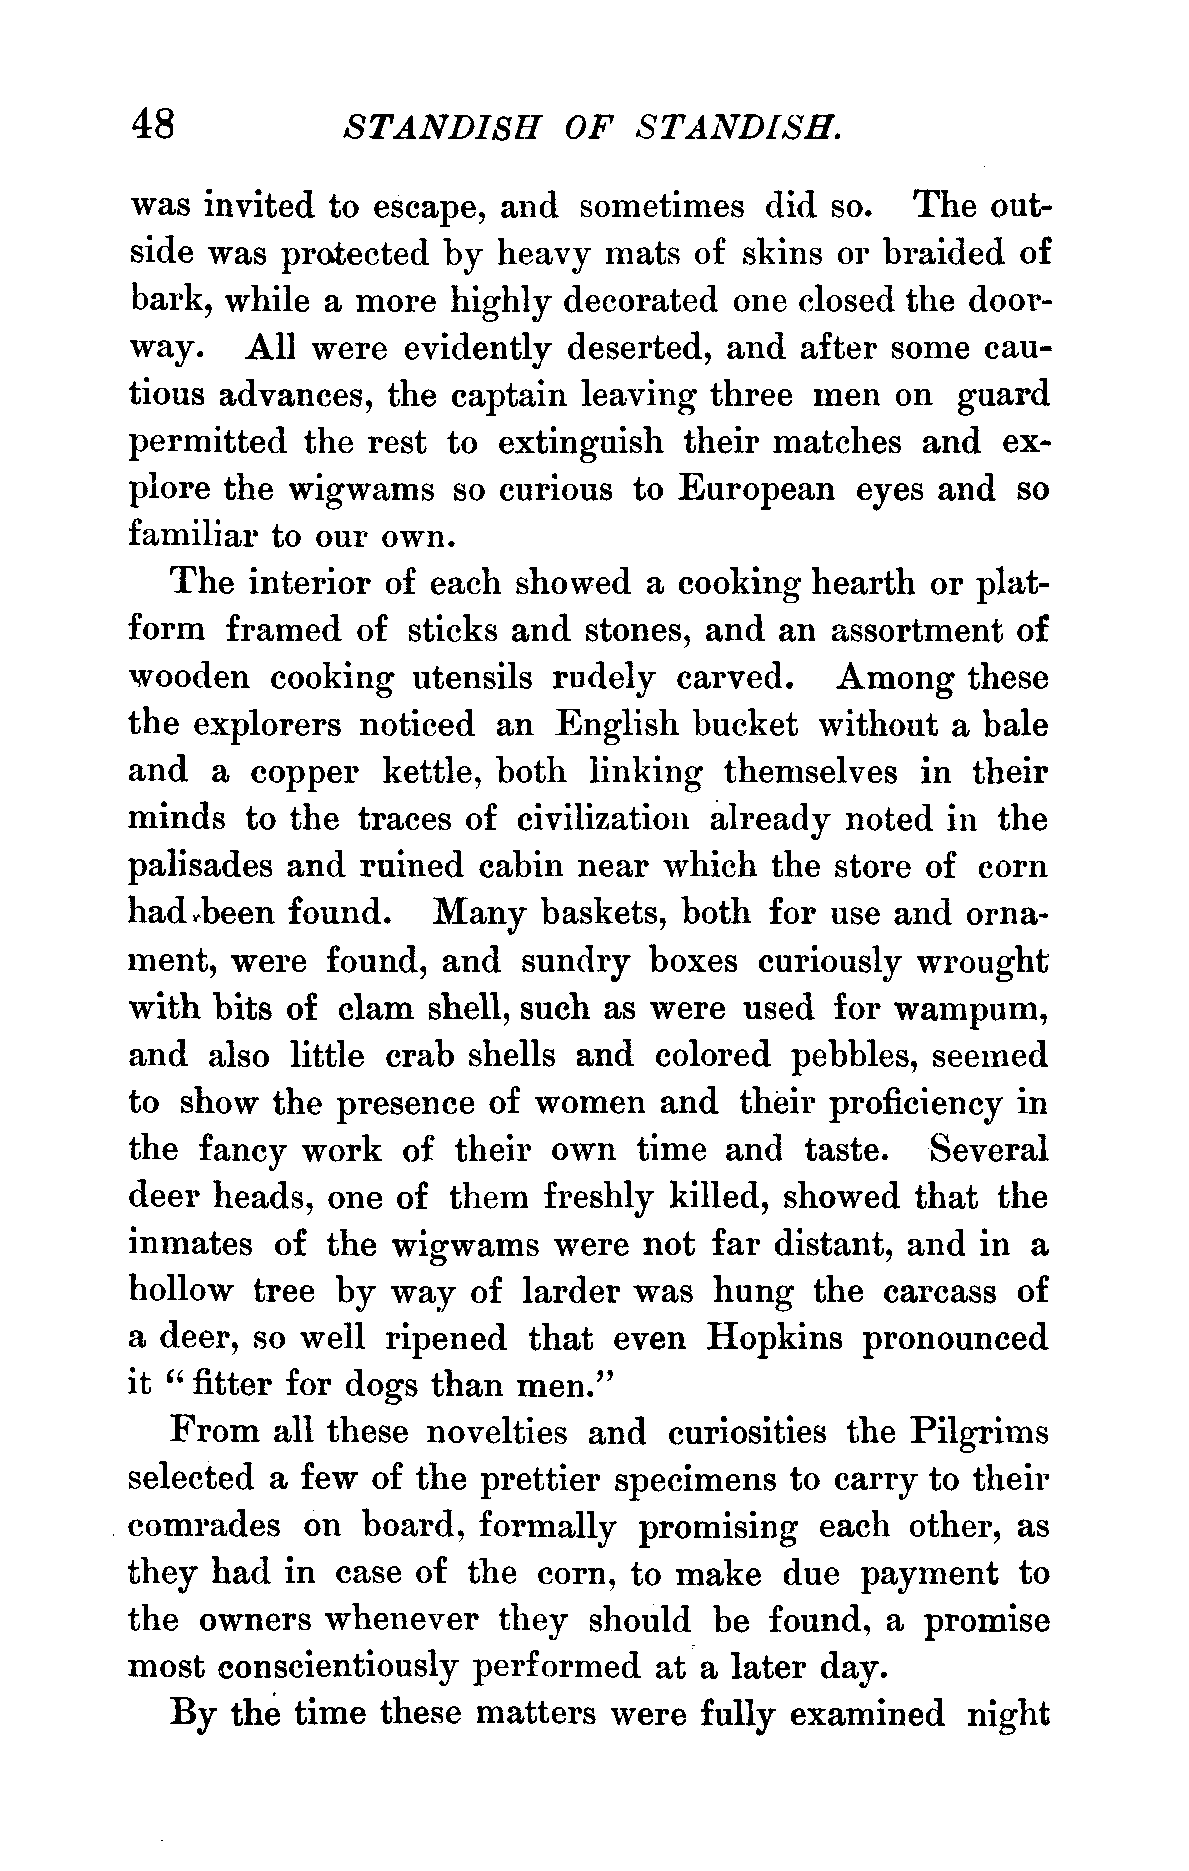 48 STANDISH OF STANDISH.
was invited to escape, and sometimes did so. The out-
side was protected by heavy mats of skins or braided of
bark, while a more highly decorated one closed the door-
way. All were evidently deserted, and after some cau-
tious advances, the captain leaving three men on guard
permitted the rest to extinguish their matches and ex-
plore the wigwams so curious to European eyes and so
familiar to our own.
The interior of each showed a cooking hearth or plat-
form framed of sticks and stones, and an assortment of
wooden cooking utensils rudely carved. Among these
the explorers noticed an English bucket without a bale
and a copper kettle, both linking themselves in their
minds to the traces of civilization already noted in the
palisades and ruined cabin near which the store of corn
had been found. Many baskets, both for use and orna-
ment, were found, and sundry boxes curiously wrought
with bits of clam shell, such as were used for wampum,
and also little crab shells and colored pebbles, seemed
to show the presence of women and their proficiency in
the fancy work of their own time and taste. Several
deer heads, one of them freshly killed, showed that the
inmates of the wigwams were not far distant, and in a
hollow tree by way of larder was hung the carcass of
a deer, so well ripened that even Hopkins pronounced
it "fitter for dogs than men."
From all these novelties and curiosities the Pilgrims
selected a few of the prettier specimens to carry to their
comrades on board, formally promising each other, as
they had in case of the corn, to make due payment to
the owners whenever they should be found, a promise
most conscientiously performed at a later day.
By the time these matters were fully examined night